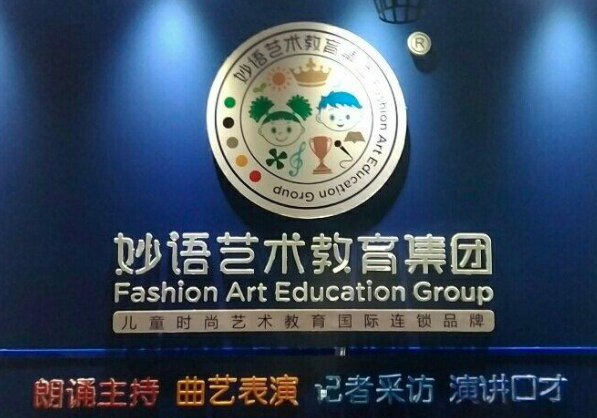 妙语艺术教育集团 Fashion Art Education Group
®
妙语艺术教育集团
Fashion Art Education Group
儿童时尚艺术教育国际连锁品牌
朗诵主持 曲艺表演 记者采访 演讲口才